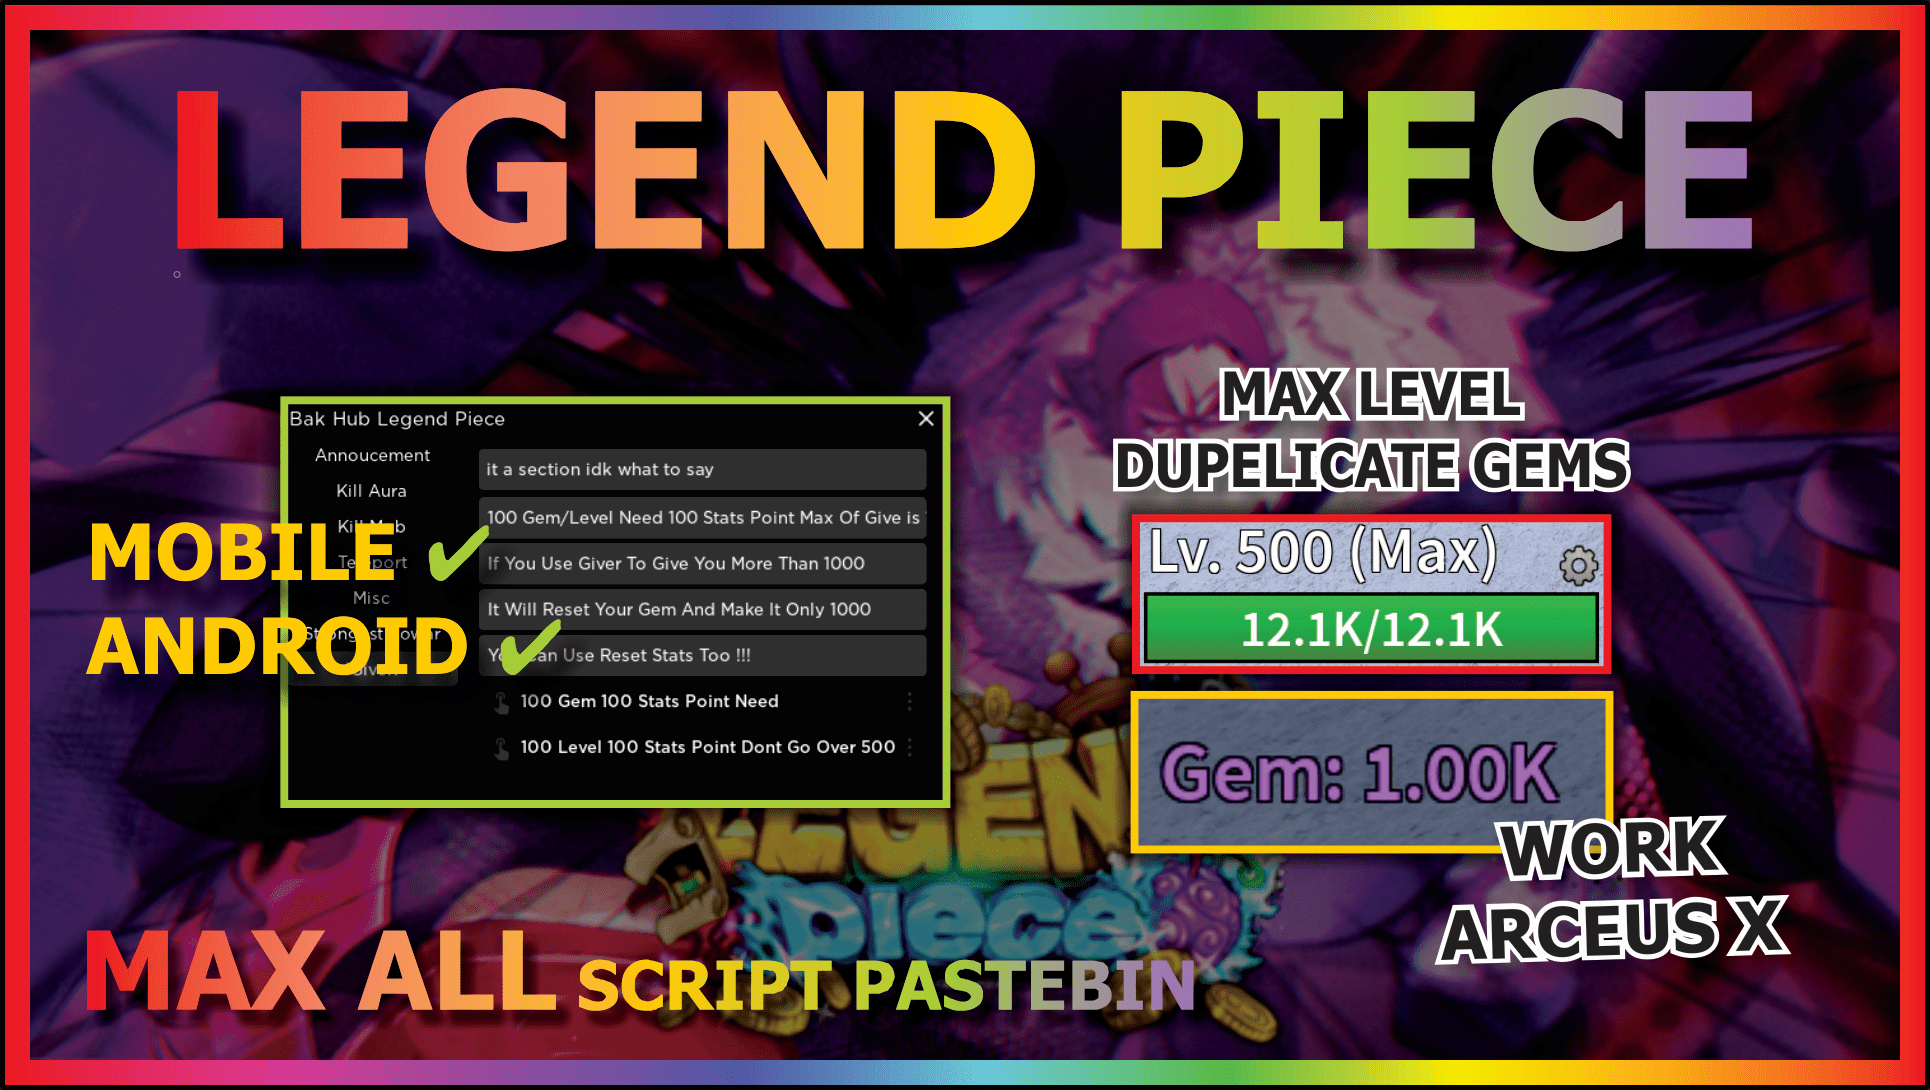 LEGEND PIECE
Bak Hub Legend Piece
Annoucement
Kill Aura
Kill Mob
Teleport
Misc
it a section idk what to say
100 Gem/Level Need 100 Stats Point Max Of Give is
If You Use Giver To Give You More Than 1000
It Will Reset Your Gem And Make It Only 1000
You Can Use Reset Stats Too !!!
100 Gem 100 Stats Point Need
100 Level 100 Stats Point Dont Go Over 500
MOBILE
ANDROID
MAX LEVEL
DUPELICATE GEMS
Lv. 500 (Max)
12.1K/12.1K
Gem: 1.00K
WORK
ARCEUS X
LEGEN
piece
MAX ALL SCRIPT PASTEBIN